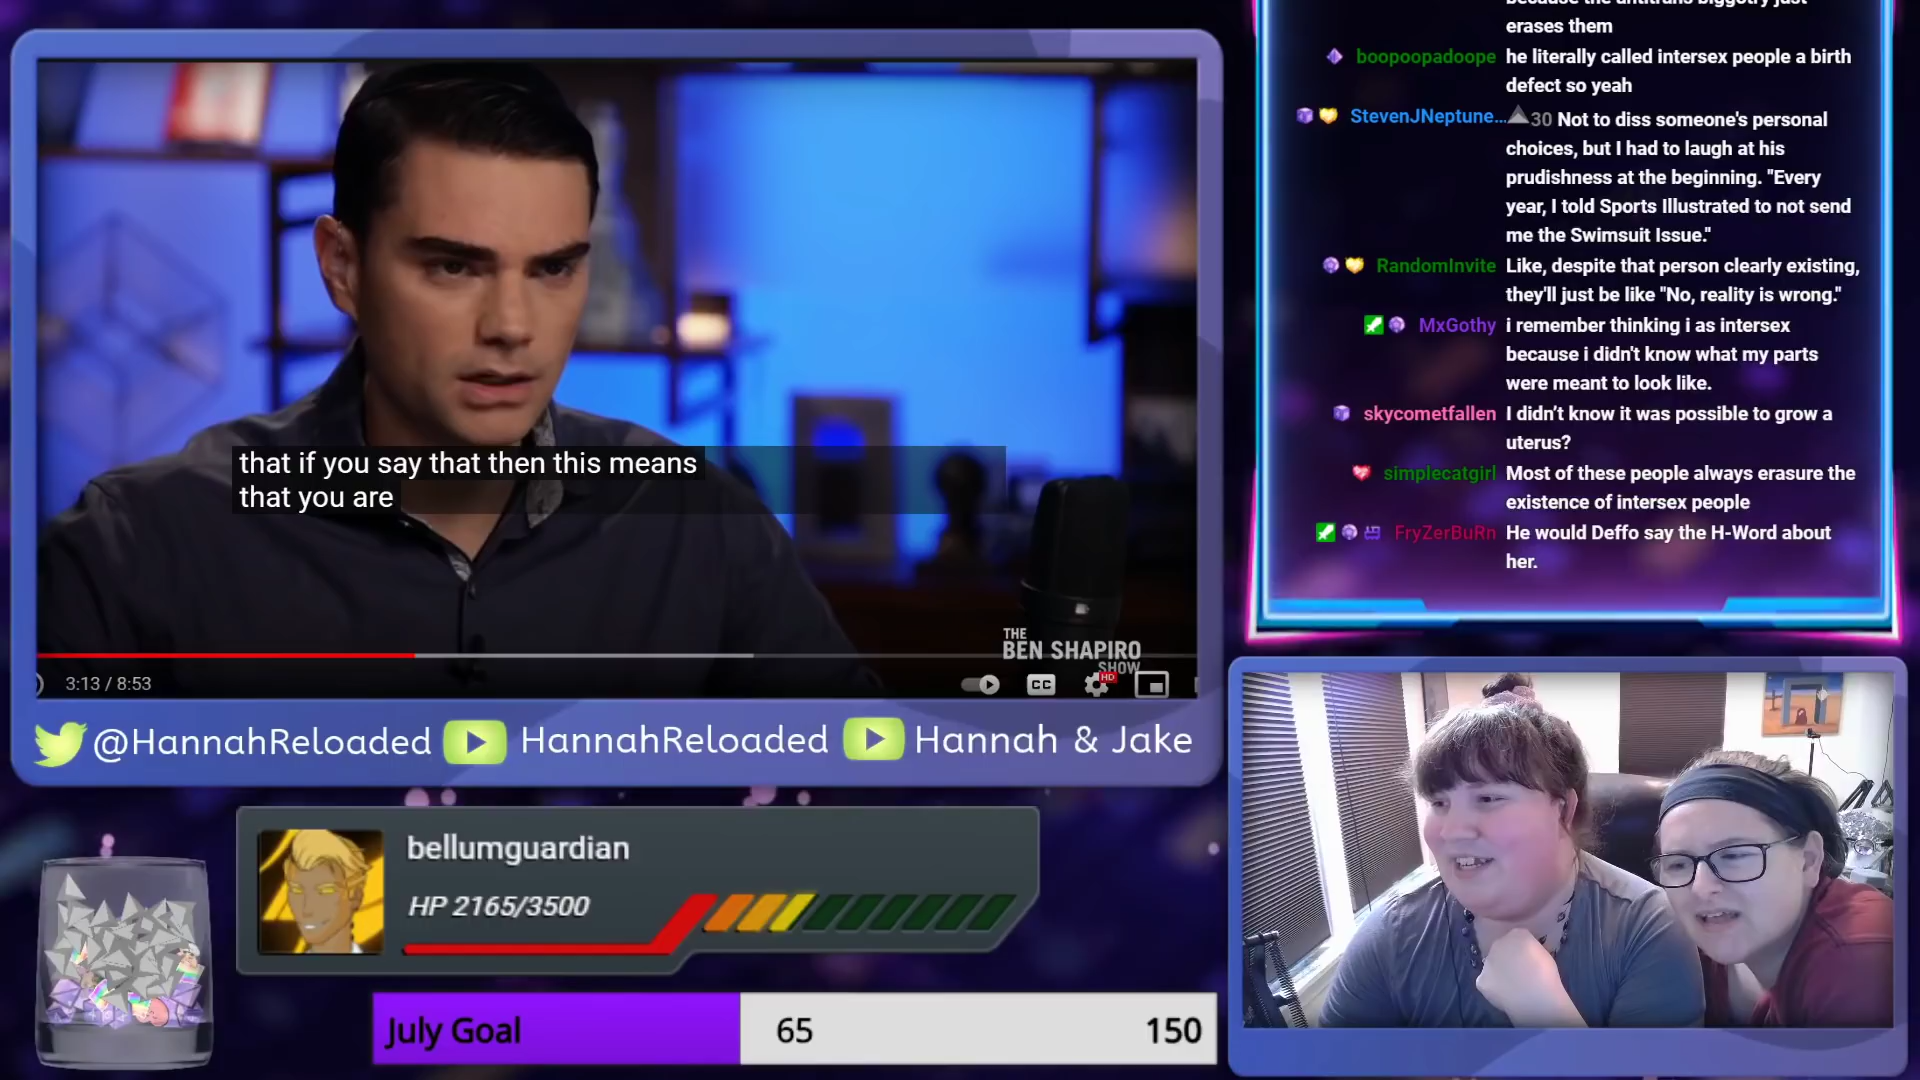 that if you say that then this means
that you are
THE
BEN SHAPIRO
SHOW
3:13 / 8:53
CC
HD
@HannahReloaded HannahReloaded Hannah & Jake
bellumguardian
HP 2165/3500
July Goal 65 150
erases them
boopoopadoope he literally called intersex people a birth
defect so yeah
StevenJNeptune... 30 Not to diss someone's personal
choices, but I had to laugh at his
prudishness at the beginning. "Every
year, I told Sports Illustrated to not send
me the Swimsuit Issue."
RandomInvite Like, despite that person clearly existing,
they'll just be like "No, reality is wrong."
MxGothy i remember thinking i as intersex
because i didn't know what my parts
were meant to look like.
skycometfallen I didn’t know it was possible to grow a
uterus?
simplecatgirl Most of these people always erasure the
existence of intersex people
FryZerBuRn He would Deffo say the H-Word about
her.